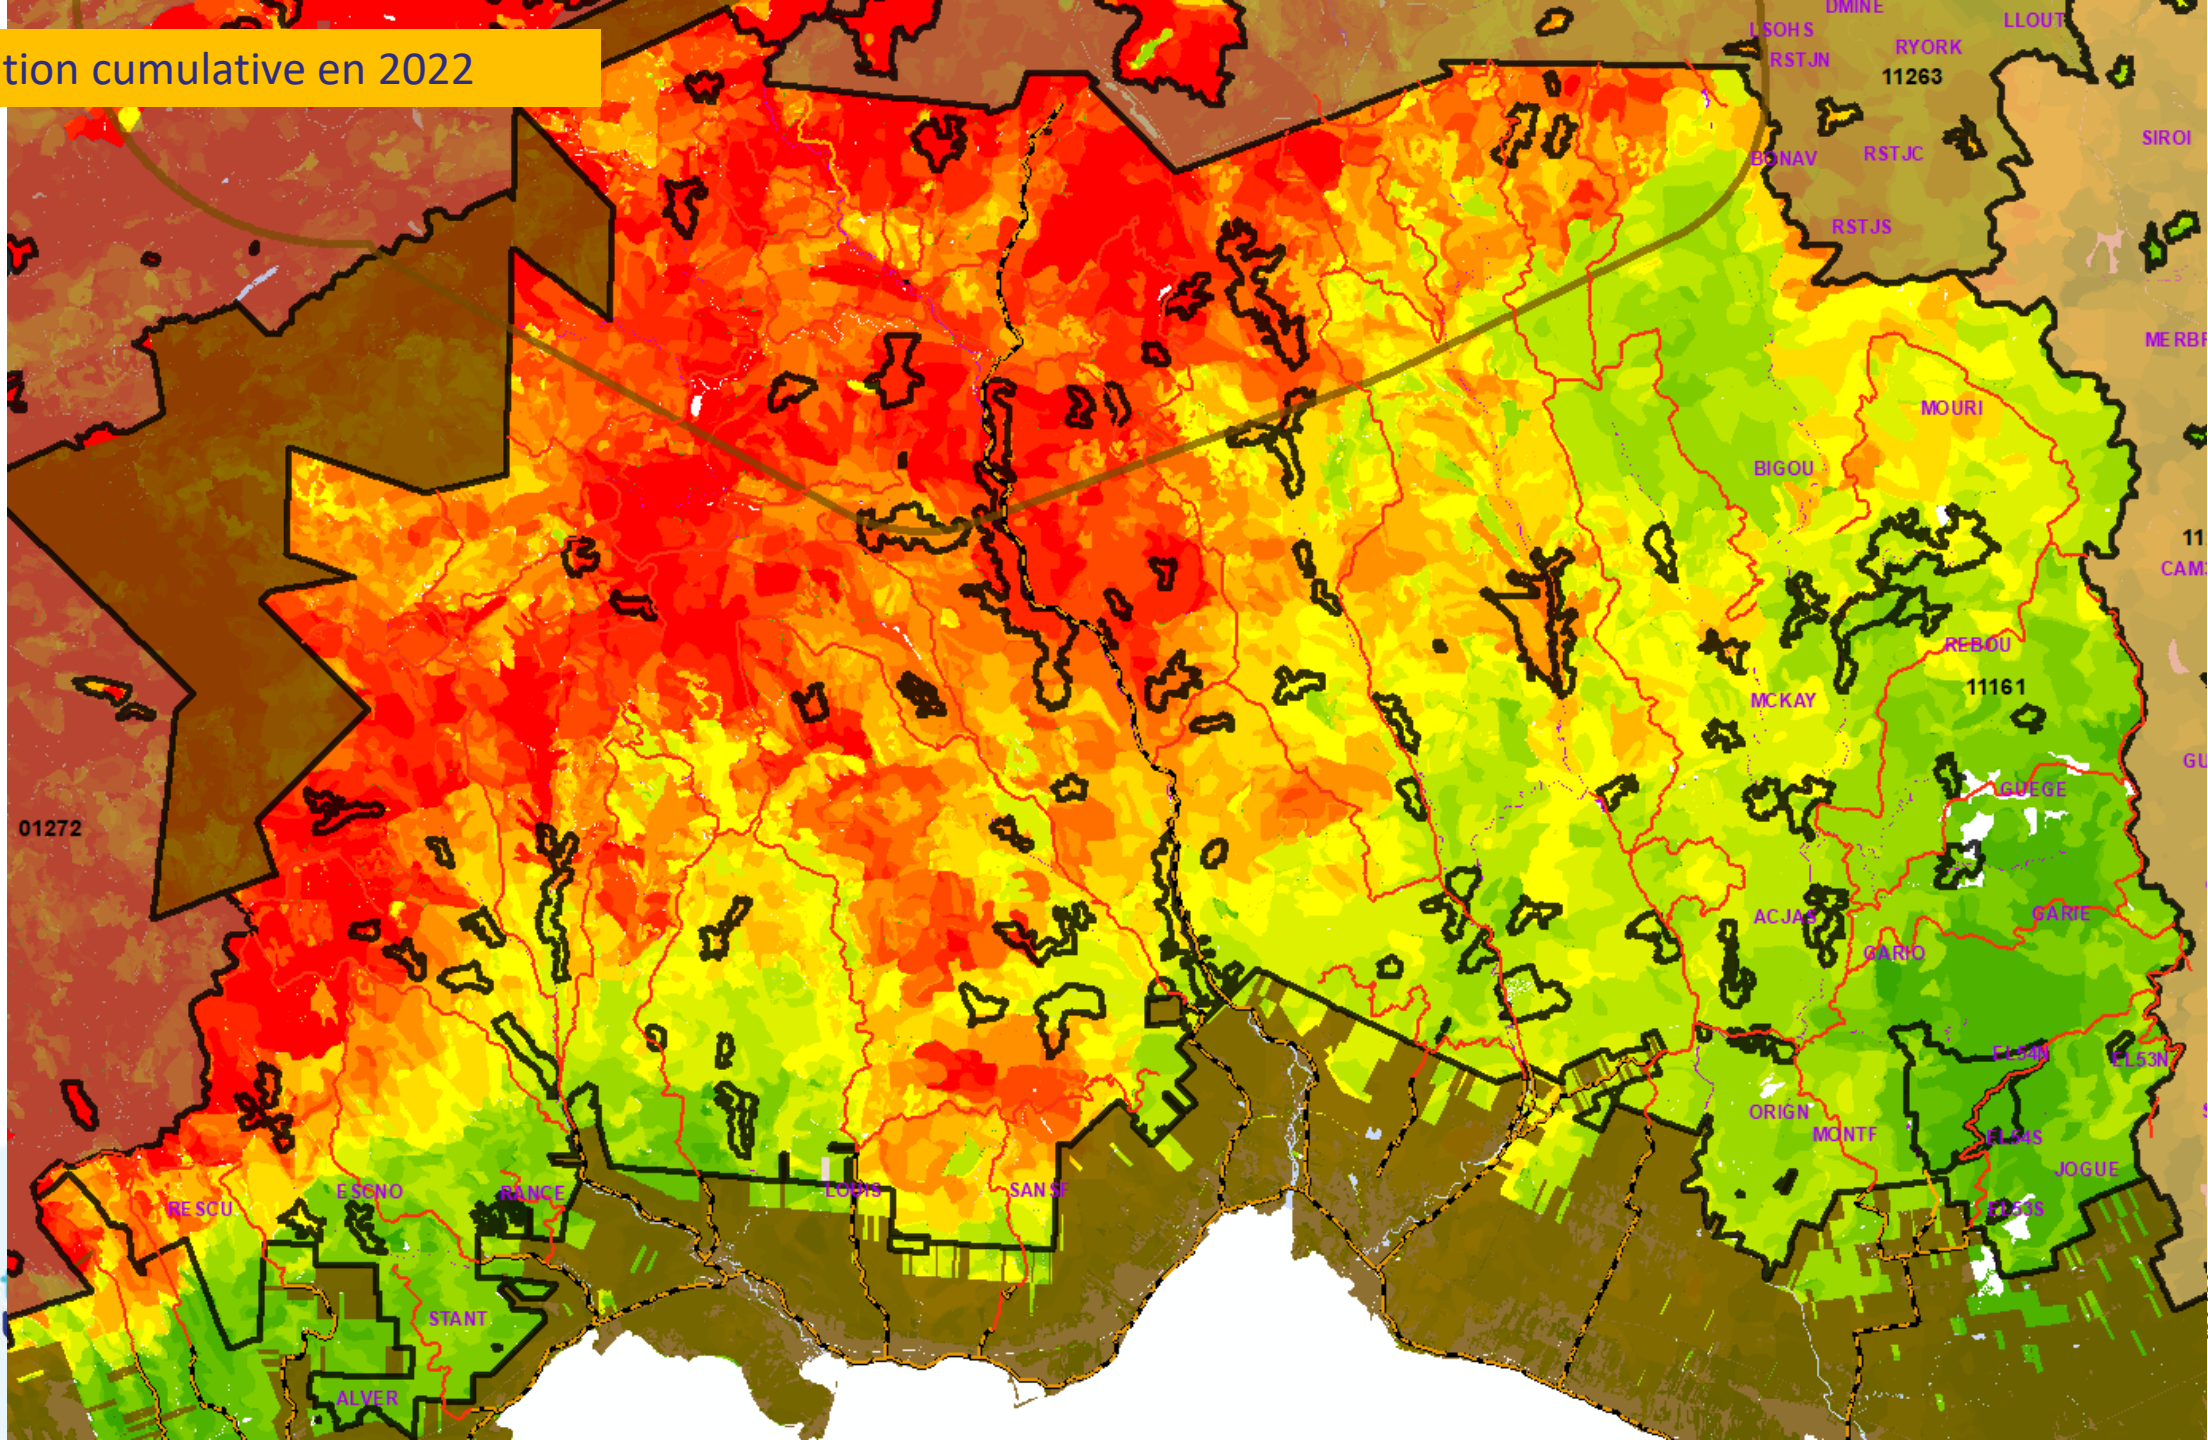 tion cumulative en 2022
DMINE
LLOUT
LSOHS
RYORK
RSTJN
11263
SIROI
BONAV
RSTJC
RSTJS
MERBF
MOURI
BIGOU
11
CAM
REBOU
11161
MCKAY
GU
GUEGE
01272
ACJAS
GARIE
GARIO
EL54N
EL53N
ORIGN
MONTF
EL54S
JOGUE
ESCNO
RANCE
LOUIS
SANSF
RESCU
EL53S
STANT
ALVER